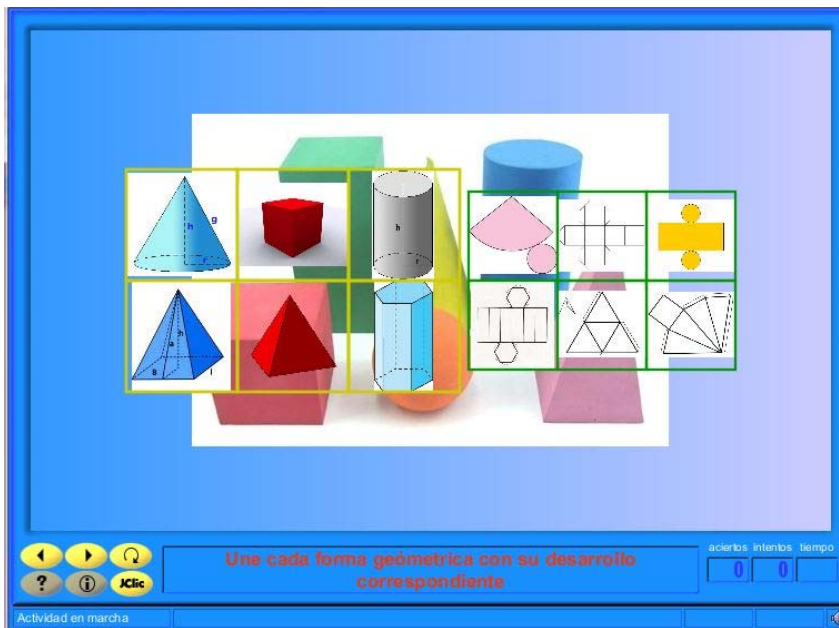 h g
r
h
r
h
a
B l
Une cada forma geómetrica con su desarrollo
correspondiente
aciertos intentos tiempo
0 0
? i JClic
Actividad en marcha